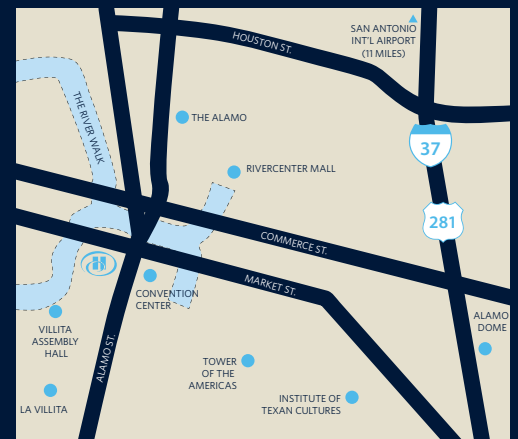 SAN ANTONIO
INT'L AIRPORT
(11 MILES)
HOUSTON ST.
THE RIVER WALK
THE ALAMO
37
RIVERCENTER MALL
281
COMMERCE ST.
MARKET ST.
H
CONVENTION
CENTER
ALAMO
DOME
VILLITA
ASSEMBLY
HALL
ALAMO ST.
TOWER
OF THE
AMERICAS
LA VILLITA
INSTITUTE OF
TEXAN CULTURES